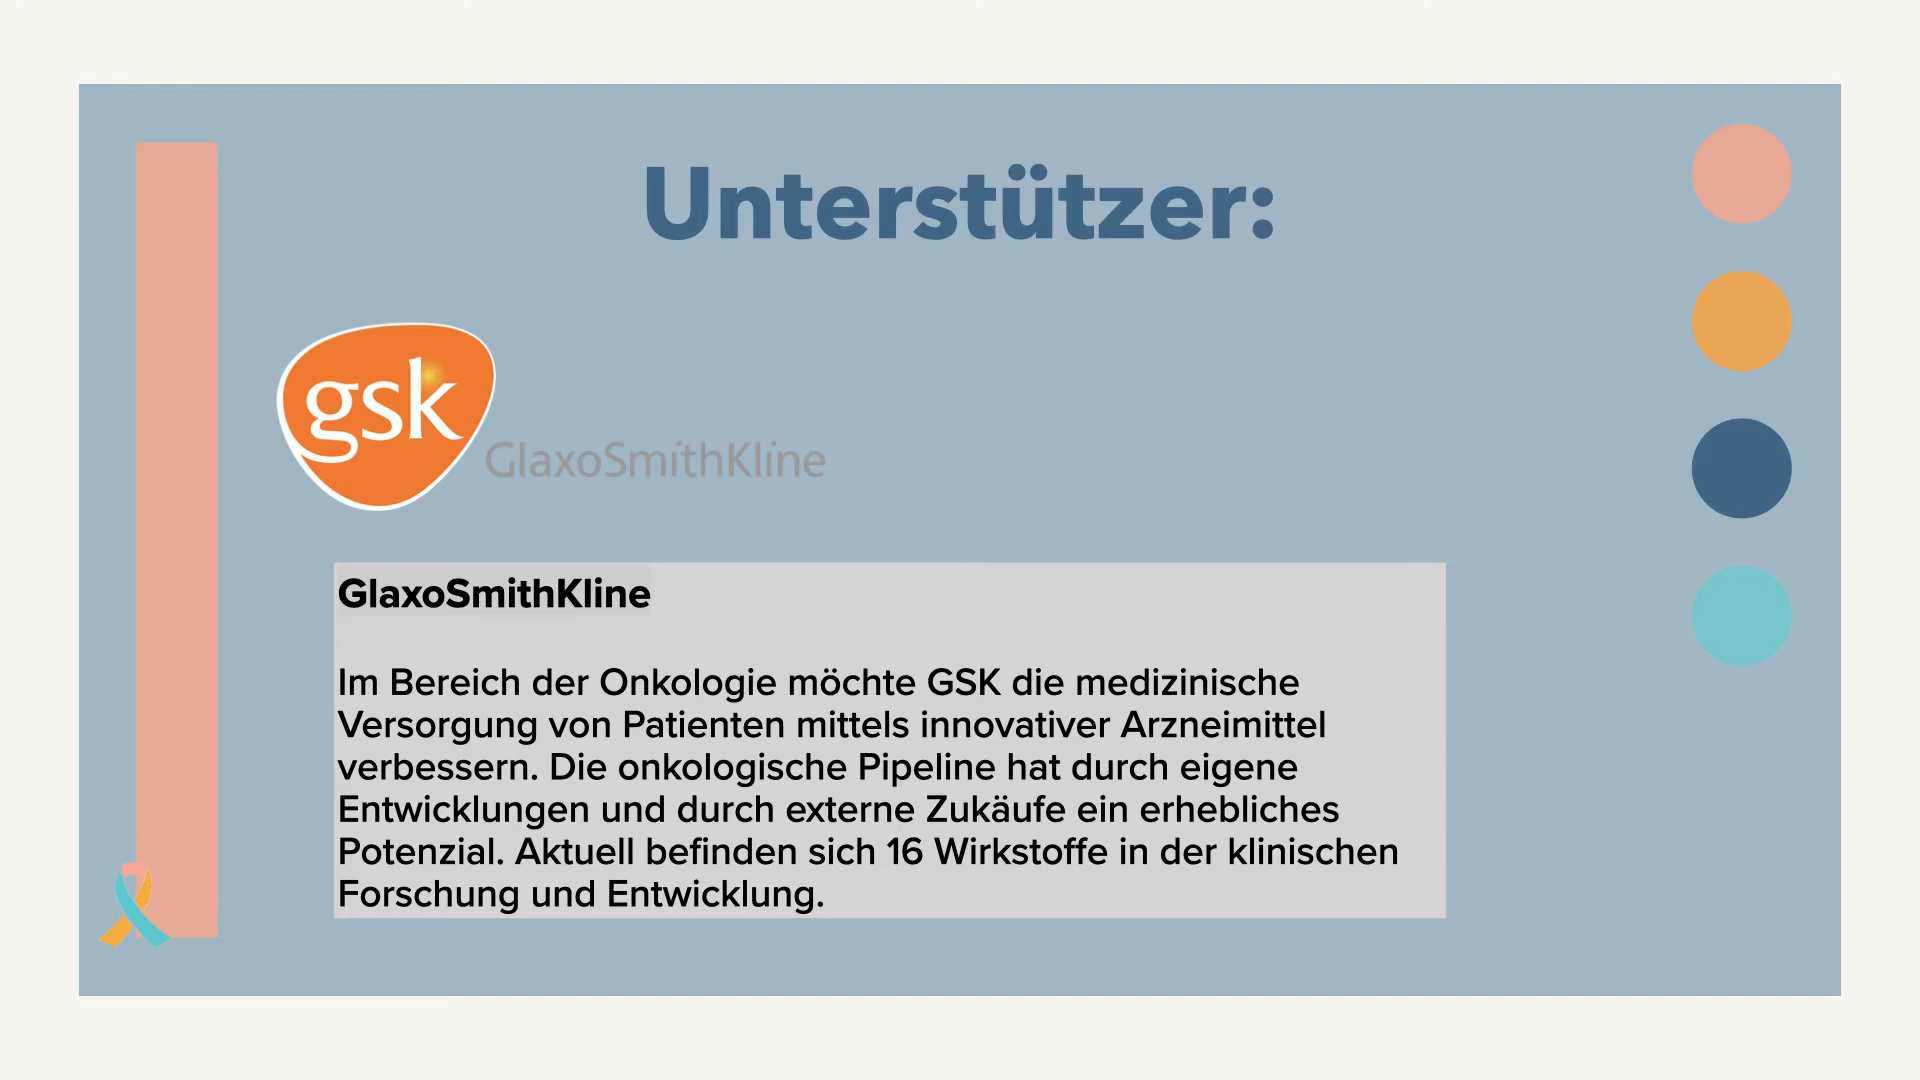 Unterstützer:
gsk
GlaxoSmithKline
GlaxoSmithKline
Im Bereich der Onkologie möchte GSK die medizinische
Versorgung von Patienten mittels innovativer Arzneimittel
verbessern. Die onkologische Pipeline hat durch eigene
Entwicklungen und durch externe Zukäufe ein erhebliches
Potenzial. Aktuell befinden sich 16 Wirkstoffe in der klinischen
Forschung und Entwicklung.